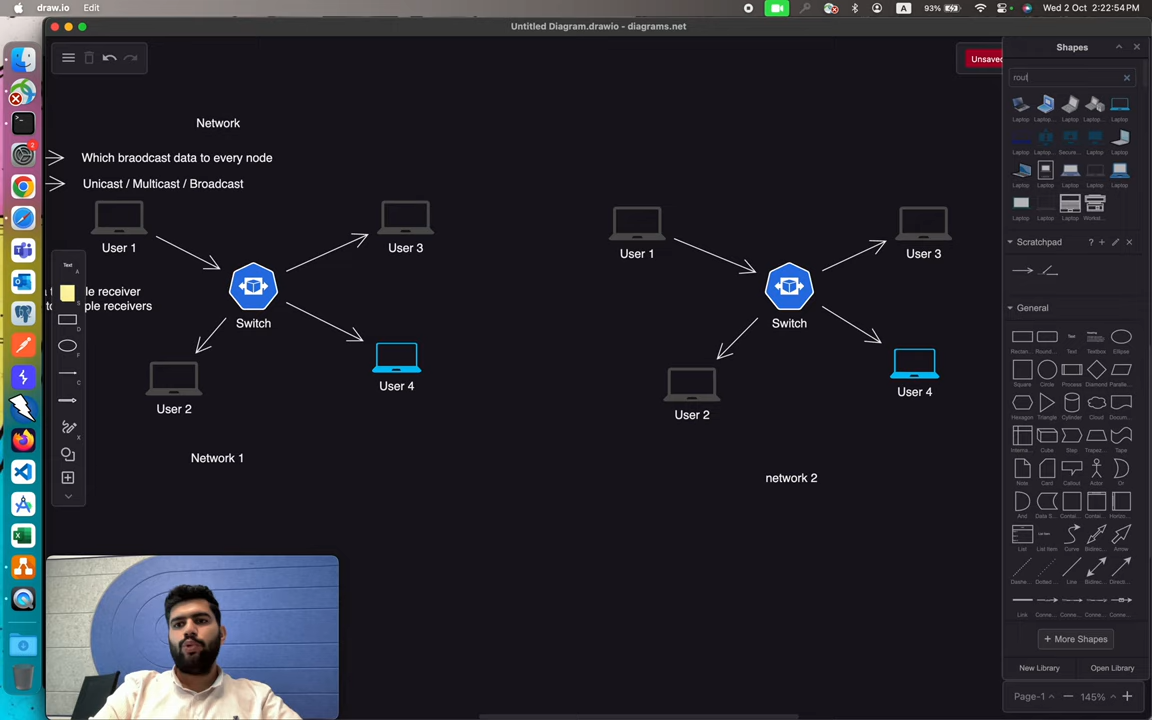 draw.io Edit
A
93%
Wed 2 Oct 2:22:54 PM
Untitled Diagram.drawio - diagrams.net
Unsaved
Shapes
rout
Laptop Laptop... Laptop Laptop... Laptop
Laptop Laptop... Secure... Laptop Laptop
Laptop Laptop Laptop Laptop Laptop
Laptop Laptop Laptop Workst...
Scratchpad ?
General
Rectan... Round... Text Textbox Ellipse
Square Circle Process Diamond Paralle...
Hexagon Triangle Cylinder Cloud Docum...
Interna... Cube Step Trapez... Tape
Note Card Callout Actor Or
And Data S... Contai... Contai... Horizo...
List List Item Curve Bidirec... Arrow
Dashe... Dotted... Line Bidirec... Directi...
Link Conne... Conne... Conne... Conne...
+ More Shapes
New Library Open Library
Page-1 145%
Network
Which braodcast data to every node
Unicast / Multicast / Broadcast
User 1
User 3
le receiver
ple receivers
Switch
User 4
User 2
Network 1
User 1
User 3
Switch
User 4
User 2
network 2
Text
A
S
D
F
C
X
2